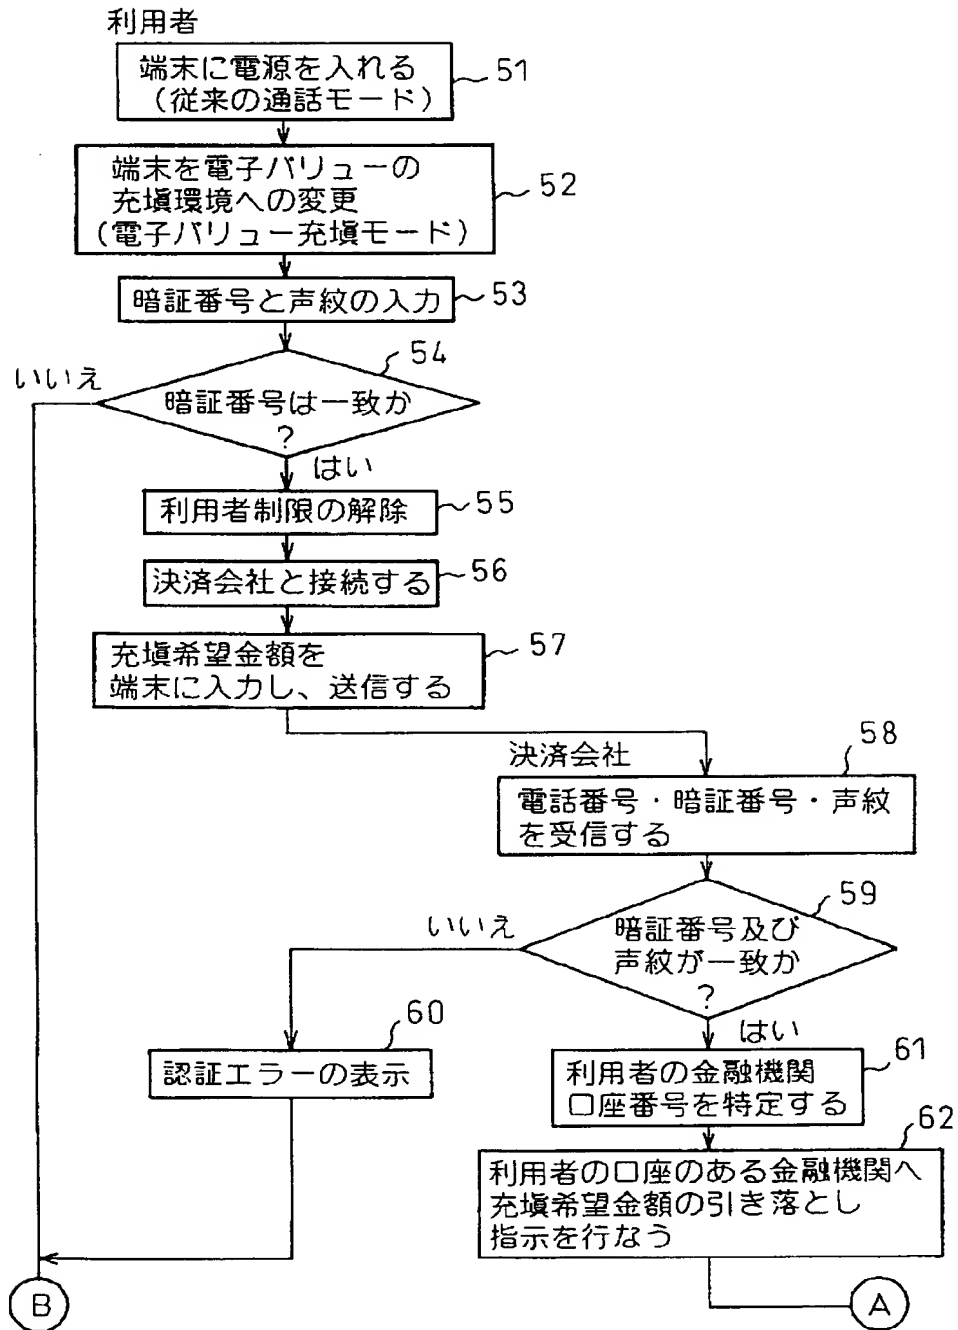 利用者
端末に電源を入れる
(従来の通話モード)
51
端末を電子バリューの
充填環境への変更
(電子バリュー充填モード)
52
暗証番号と声紋の入力
53
54
いいえ
暗証番号は一致か
?
はい
利用者制限の解除
55
決済会社と接続する
56
充填希望金額を
端末に入力し、送信する
57
決済会社
58
電話番号・暗証番号・声紋
を受信する
59
いいえ
暗証番号及び
声紋が一致か
?
はい
60
認証エラーの表示
61
利用者の金融機関
口座番号を特定する
62
利用者の口座のある金融機関へ
充填希望金額の引き落とし
指示を行なう
B
A